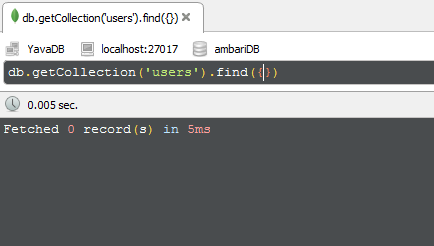 db.getCollection('users').find({})
YavaDB localhost:27017 ambariDB
db.getCollection('users').find({})
0.005 sec.
Fetched 0 record(s) in 5ms